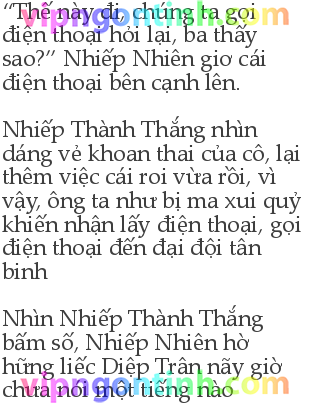 “Thế này đi, chúng ta gọi
điện thoại hỏi lại, ba thấy
sao?” Nhiếp Nhiên giơ cái
điện thoại bên cạnh lên.
Nhiếp Thành Thắng nhìn
dáng vẻ khoan thai của cô, lại
thêm việc cái roi vừa rồi, vì
vậy, ông ta như bị ma xui quỷ
khiến nhận lấy điện thoại, gọi
điện thoại đến đại đội tân
binh
Nhìn Nhiếp Thành Thắng
bấm số, Nhiếp Nhiên hờ
hững liếc Diệp Trân nãy giờ
chưa nói một tiếng nào
vipngontinh.com
vipngontinh.com